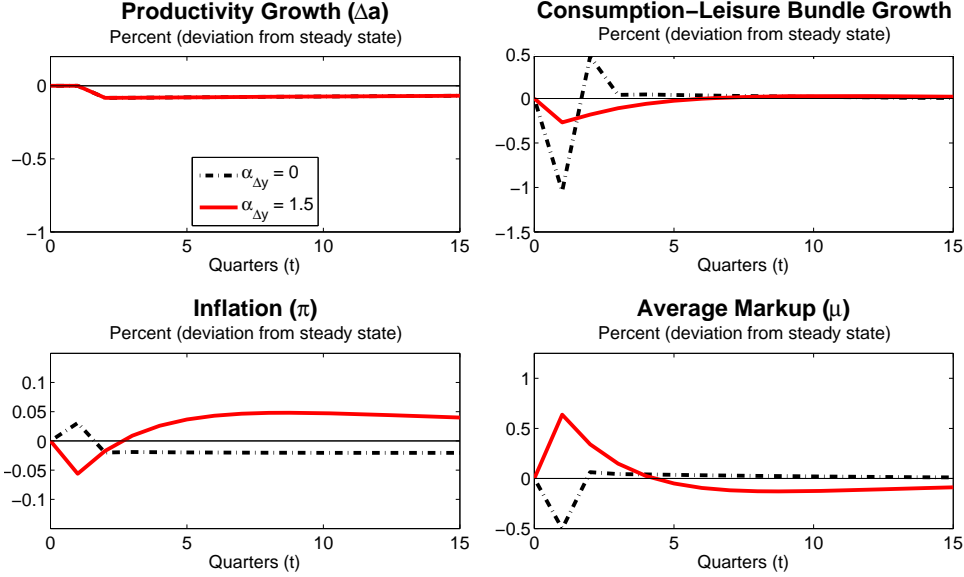 Productivity Growth (Δa)
Percent (deviation from steady state)
0
−0.5
−1
α Δy = 0
α Δy = 1.5
0 5 10 15
Quarters (t)
Consumption−Leisure Bundle Growth
Percent (deviation from steady state)
0.5
0
−0.5
−1
−1.5
0 5 10 15
Quarters (t)
Inflation (π)
Percent (deviation from steady state)
0.1
0.05
0
−0.05
−0.1
0 5 10 15
Quarters (t)
Average Markup (μ)
Percent (deviation from steady state)
1
0.5
0
−0.5
0 5 10 15
Quarters (t)